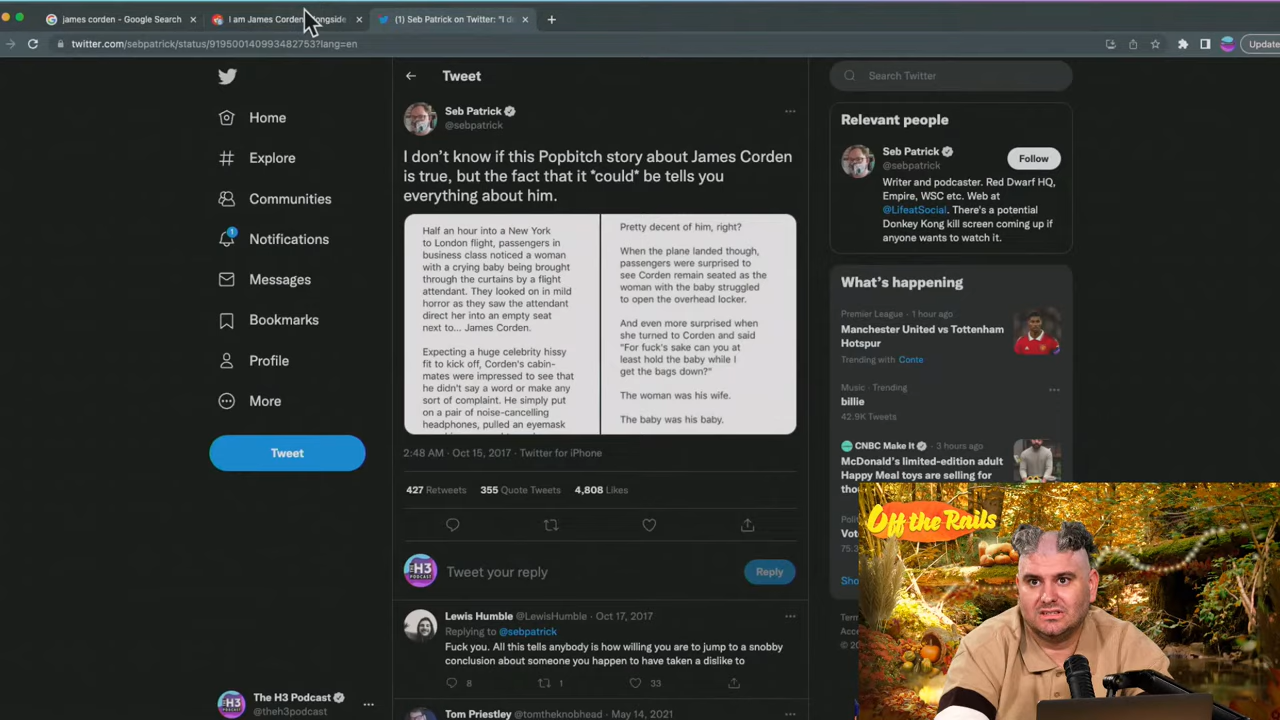 james corden - Google Search
I am James Corden
(1) Seb Patrick on Twitter: "I d
twitter.com/sebpatrick/status/919500140993482753?lang=en
Update
Tweet
Search Twitter
Home
Explore
Communities
1
Notifications
Messages
Bookmarks
Profile
More
Tweet
The H3 Podcast
@theh3podcast
Seb Patrick
@sebpatrick
I don't know if this Popbitch story about James Corden
is true, but the fact that it *could* be tells you
everything about him.
Half an hour into a New York
to London flight, passengers in
business class noticed a woman
with a crying baby being brought
through the curtains by a flight
attendant. They looked on in mild
horror as they saw the attendant
direct her into an empty seat
next to... James Corden.
Expecting a huge celebrity hissy
fit to kick off, Corden's cabin-
mates were impressed to see that
he didn't say a word or make any
sort of complaint. He simply put
on a pair of noise-cancelling
headphones, pulled an eyemask
Pretty decent of him, right?
When the plane landed though,
passengers were surprised to
see Corden remain seated as the
woman with the baby struggled
to open the overhead locker.
And even more surprised when
she turned to Corden and said
"For fuck's sake can you at
least hold the baby while I
get the bags down?"
The woman was his wife.
The baby was his baby.
2:48 AM · Oct 15, 2017 · Twitter for iPhone
427 Retweets 355 Quote Tweets 4,808 Likes
THE H3 PODCAST
Tweet your reply
Reply
Lewis Humble @LewisHumble · Oct 17, 2017
Replying to @sebpatrick
Fuck you. All this tells anybody is how willing you are to jump to a snobby
conclusion about someone you happen to have taken a dislike to
8 1 33
Tom Priestley @tomtheknobhead · May 14, 2021
Relevant people
Seb Patrick
@sebpatrick
Follow
Writer and podcaster. Red Dwarf HQ,
Empire, WSC etc. Web at
@LifeatSocial. There's a potential
Donkey Kong kill screen coming up if
anyone wants to watch it.
What's happening
Premier League · 1 hour ago
Manchester United vs Tottenham
Hotspur
Trending with Conte
Music · Trending
billie
42.9K Tweets
CNBC Make It · 3 hours ago
McDonald's limited-edition adult
Happy Meal toys are selling for
Off the Rails